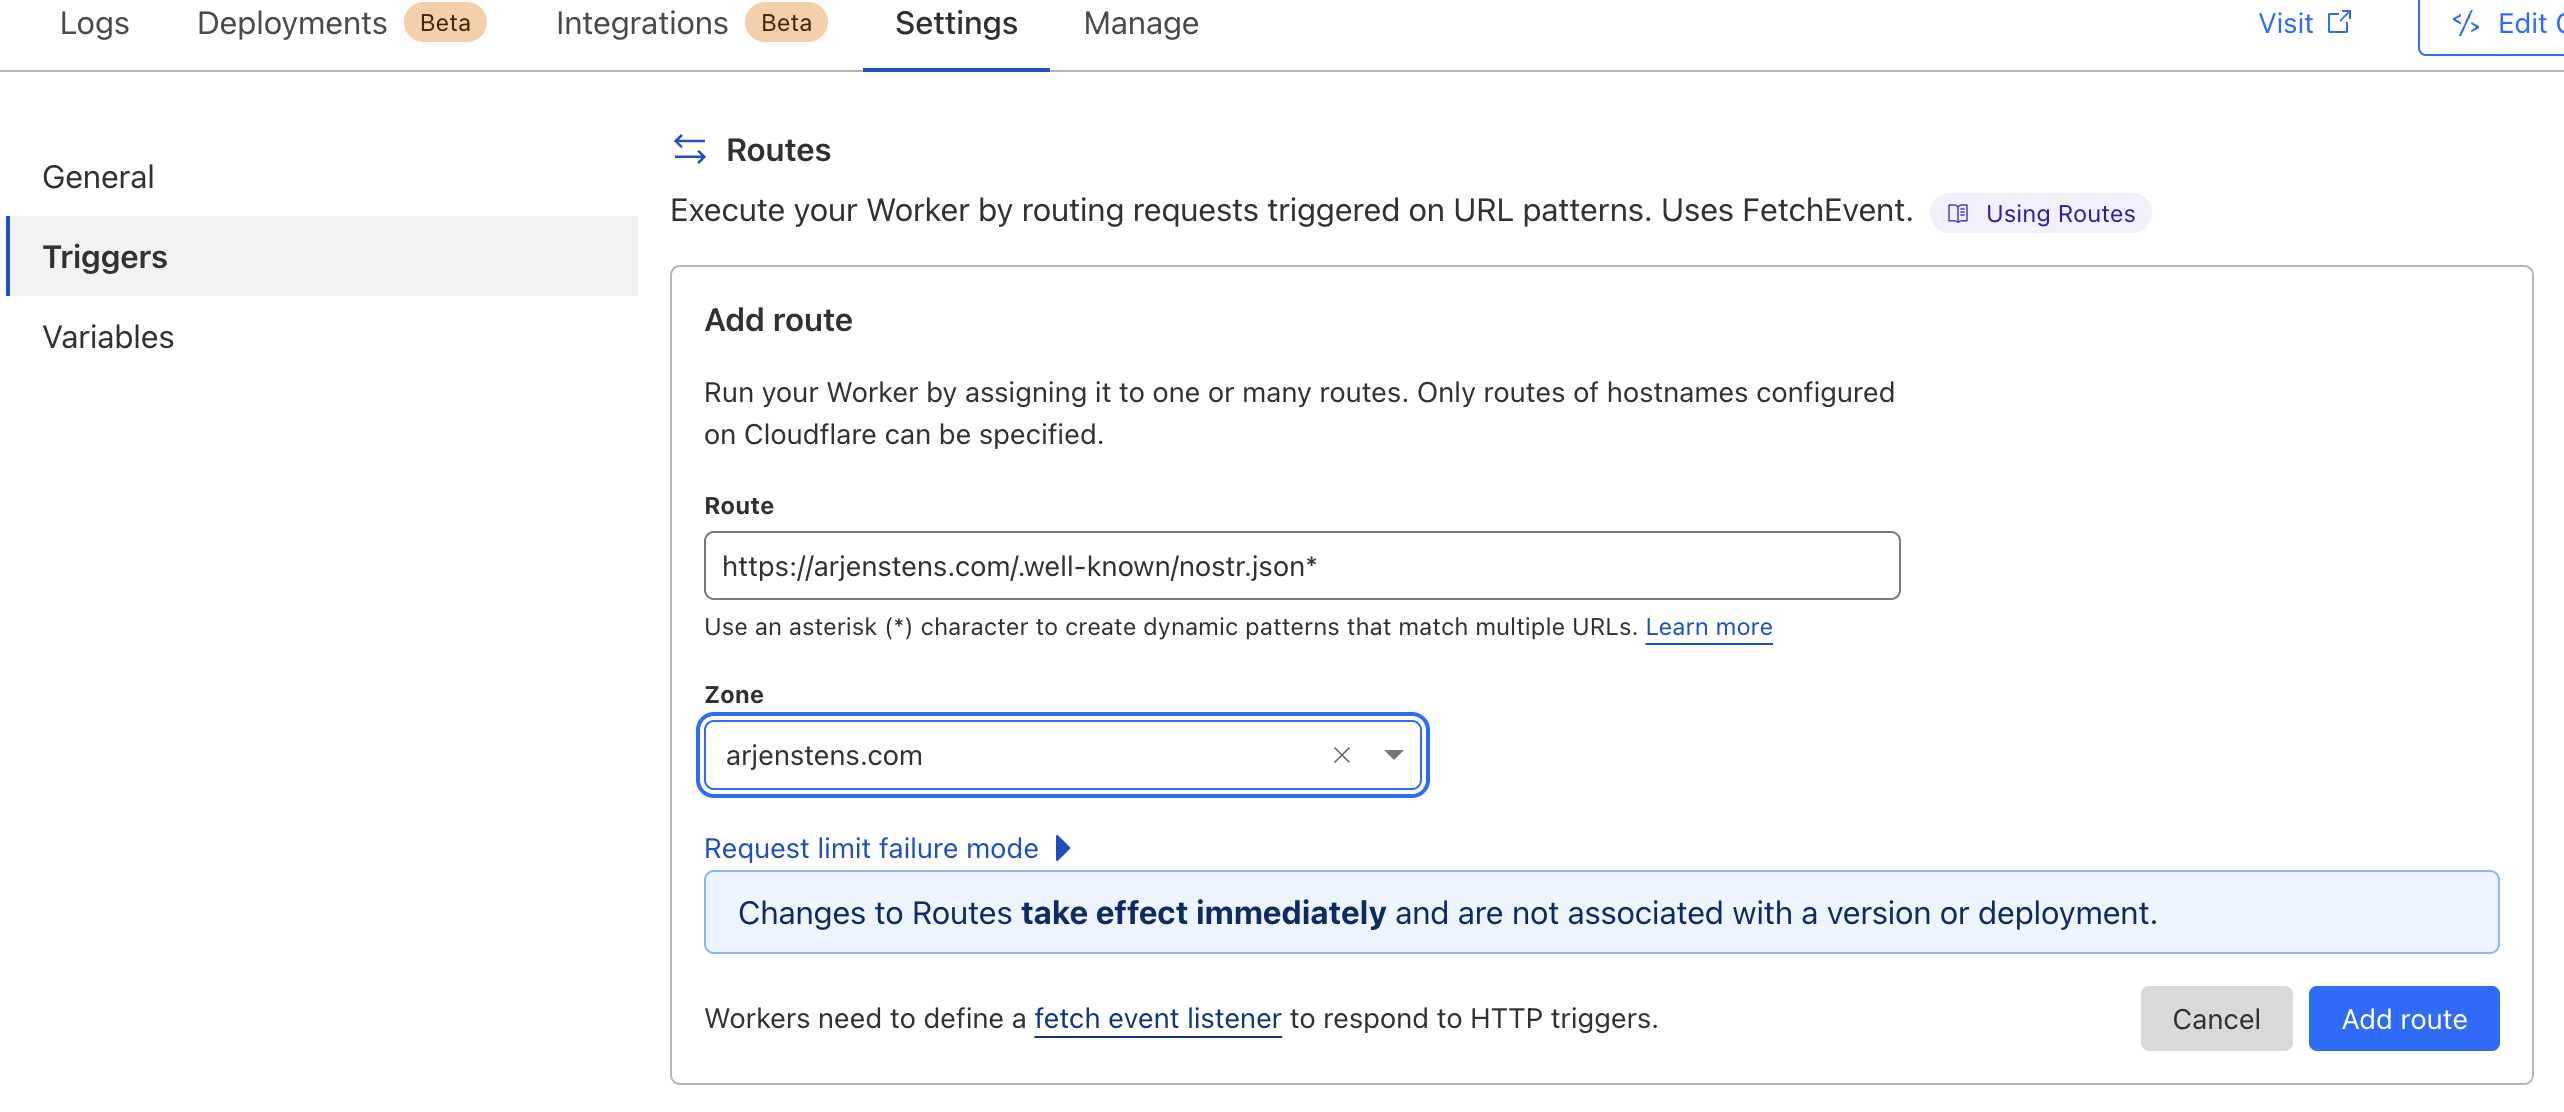 Logs Deployments Beta Integrations Beta Settings Manage Visit Edit
General
Triggers
Variables
Routes
Execute your Worker by routing requests triggered on URL patterns. Uses FetchEvent. Using Routes
Add route
Run your Worker by assigning it to one or many routes. Only routes of hostnames configured
on Cloudflare can be specified.
Route
https://arjenstens.com/.well-known/nostr.json*
Use an asterisk (*) character to create dynamic patterns that match multiple URLs. Learn more
Zone
arjenstens.com
Request limit failure mode
Changes to Routes take effect immediately and are not associated with a version or deployment.
Workers need to define a fetch event listener to respond to HTTP triggers.
Cancel Add route